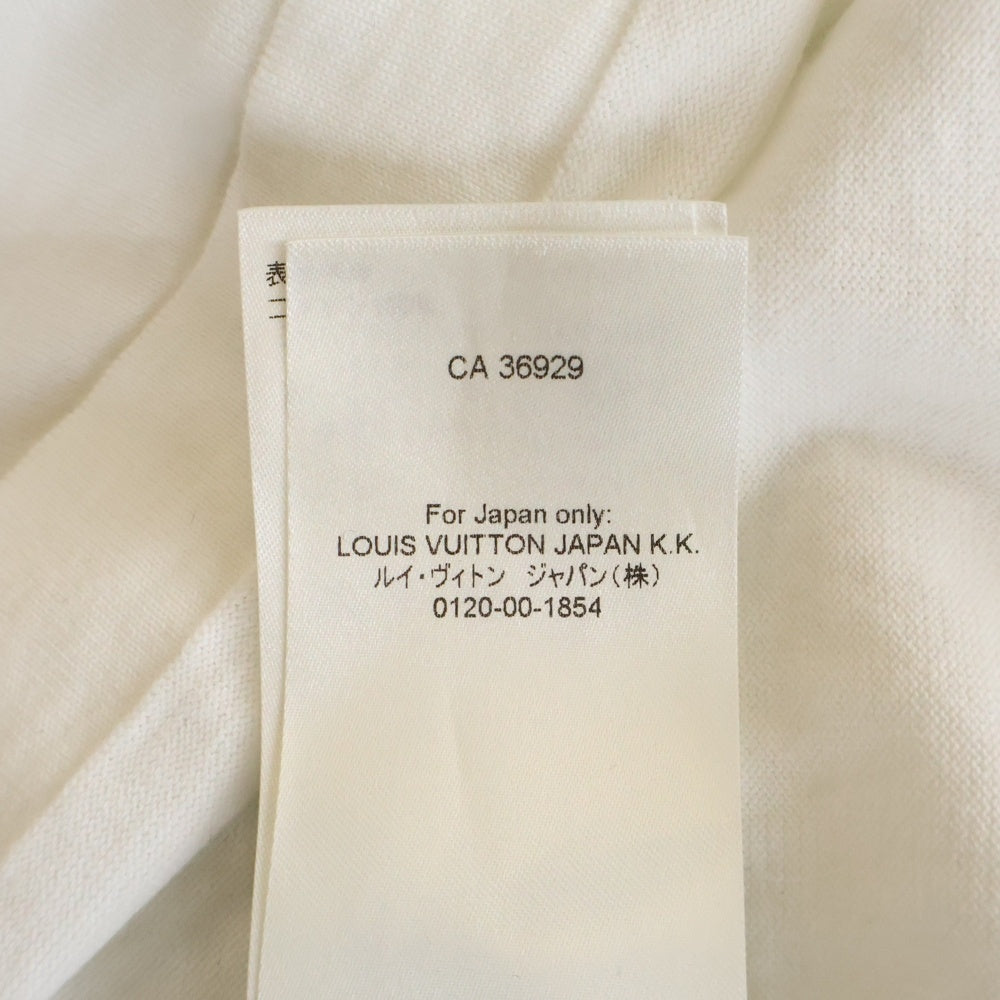 表
CA 36929
For Japan only:
LOUIS VUITTON JAPAN K.K.
ルイ・ヴィトン ジャパン(株)
0120-00-1854